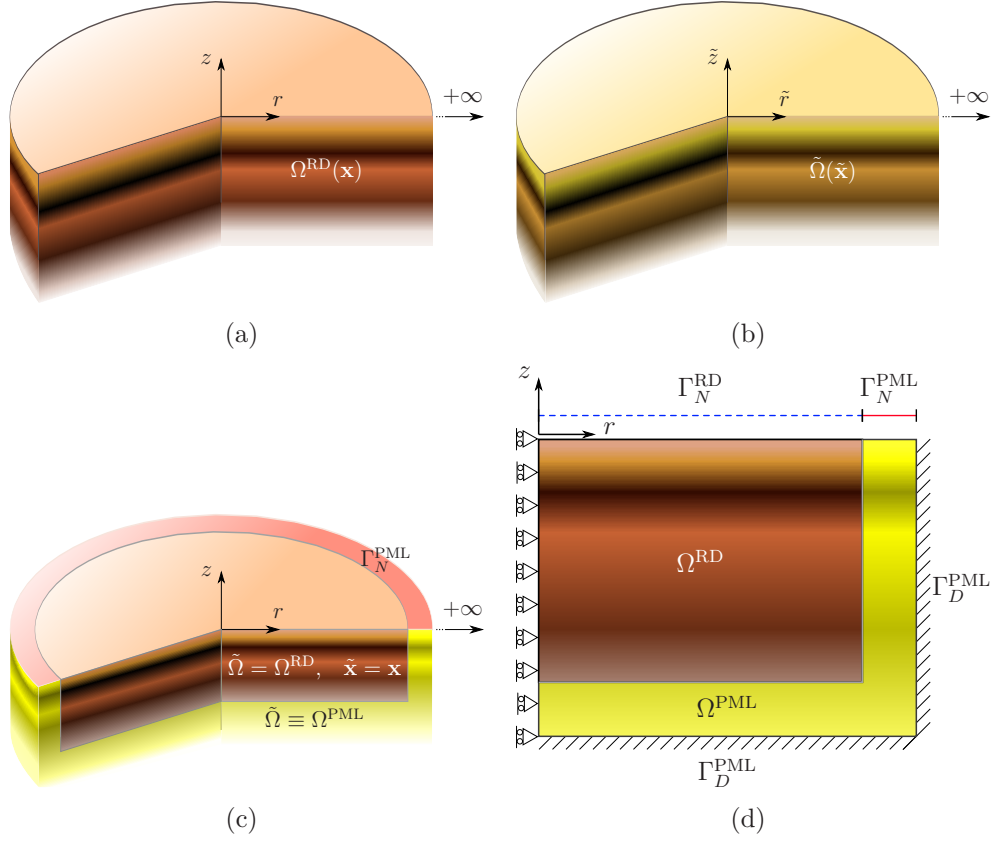 z
r
+∞
Ω^RD(𝐱)
(a)
z̃
r̃
+∞
Ω̃(𝐱̃)
(b)
Γ_N^PML
z
r
+∞
Ω̃ = Ω^RD, 𝐱̃ = 𝐱
Ω̃ ≡ Ω^PML
(c)
z
Γ_N^RD
Γ_N^PML
r
Ω^RD
Γ_D^PML
Ω^PML
Γ_D^PML
(d)